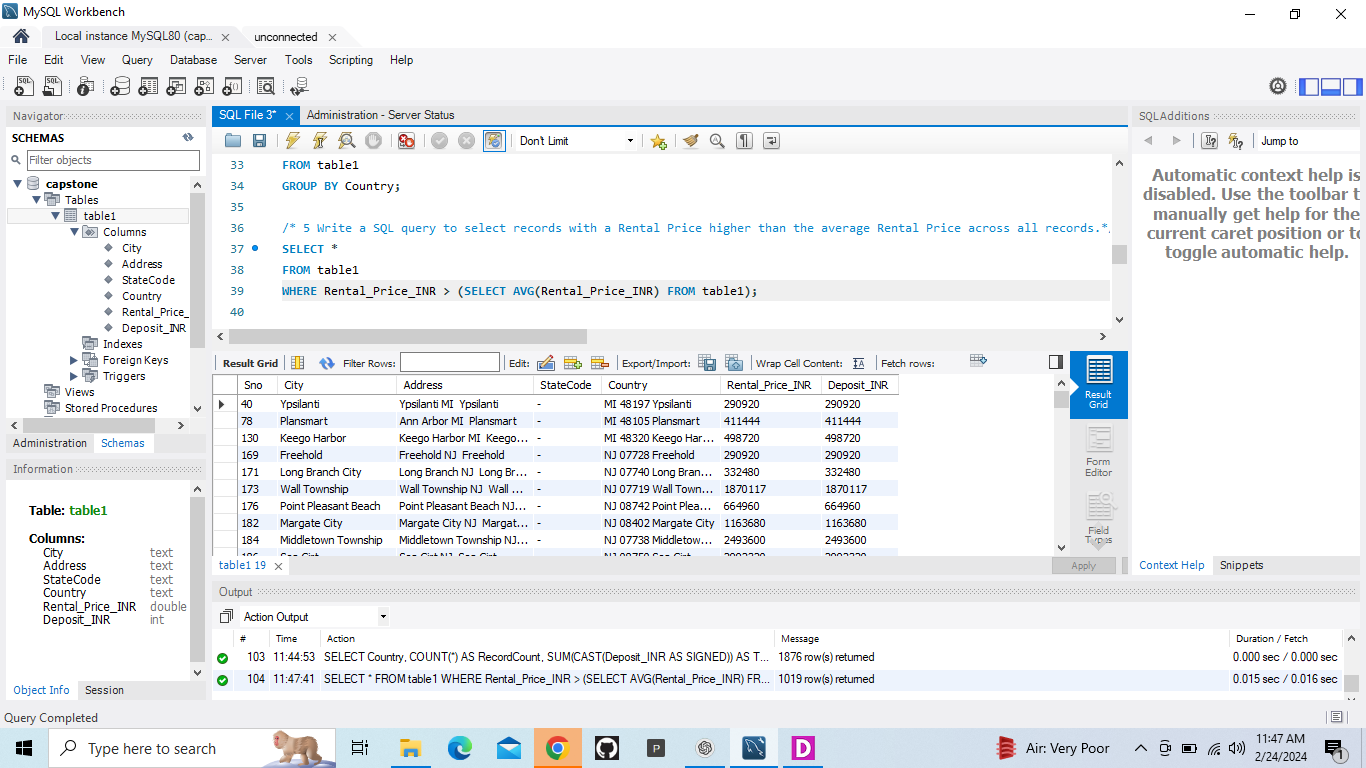 MySQL Workbench
Local instance MySQL80 (cap... unconnected
File Edit View Query Database Server Tools Scripting Help
Navigator
SCHEMAS
Filter objects
capstone
Tables
table1
Columns
City
Address
StateCode
Country
Rental_Price_
Deposit_INR
Indexes
Foreign Keys
Triggers
Views
Stored Procedures
Administration Schemas
Information
Table: table1
Columns:
City text
Address text
StateCode text
Country text
Rental_Price_INR double
Deposit_INR int
Object Info Session
SQL File 3* Administration - Server Status
Don't Limit
33 FROM table1
34 GROUP BY Country;
35
36 /* 5 Write a SQL query to select records with a Rental Price higher than the average Rental Price across all records.*
37 SELECT *
38 FROM table1
39 WHERE Rental_Price_INR > (SELECT AVG(Rental_Price_INR) FROM table1);
40
Result Grid Filter Rows: Edit: Export/Import: Wrap Cell Content: Fetch rows:
Sno City Address StateCode Country Rental_Price_INR Deposit_INR
40 Ypsilanti Ypsilanti MI Ypsilanti - MI 48197 Ypsilanti 290920 290920
78 Plansmart Ann Arbor MI Plansmart - MI 48105 Plansmart 411444 411444
130 Keego Harbor Keego Harbor MI Keego... - MI 48320 Keego Har... 498720 498720
169 Freehold Freehold NJ Freehold - NJ 07728 Freehold 290920 290920
171 Long Branch City Long Branch NJ Long Br... - NJ 07740 Long Bran... 332480 332480
173 Wall Township Wall Township NJ Wall ... - NJ 07719 Wall Town... 1870117 1870117
176 Point Pleasant Beach Point Pleasant Beach NJ... - NJ 08742 Point Plea... 664960 664960
182 Margate City Margate City NJ Margat... - NJ 08402 Margate City 1163680 1163680
184 Middletown Township Middletown Township NJ... - NJ 07738 Middletown ... 2493600 2493600
Result Grid
Form Editor
Field Types
table1 19
Apply
SQLAdditions
Jump to
Automatic context help is
disabled. Use the toolbar t
manually get help for the
current caret position or to
toggle automatic help.
Context Help Snippets
Output
Action Output
# Time Action Message Duration / Fetch
103 11:44:53 SELECT Country, COUNT(*) AS RecordCount, SUM(CAST(Deposit_INR AS SIGNED)) AS T... 1876 row(s) returned 0.000 sec / 0.000 sec
104 11:47:41 SELECT * FROM table1 WHERE Rental_Price_INR > (SELECT AVG(Rental_Price_INR) FR... 1019 row(s) returned 0.015 sec / 0.016 sec
Query Completed
Type here to search
Air: Very Poor
11:47 AM
2/24/2024
1